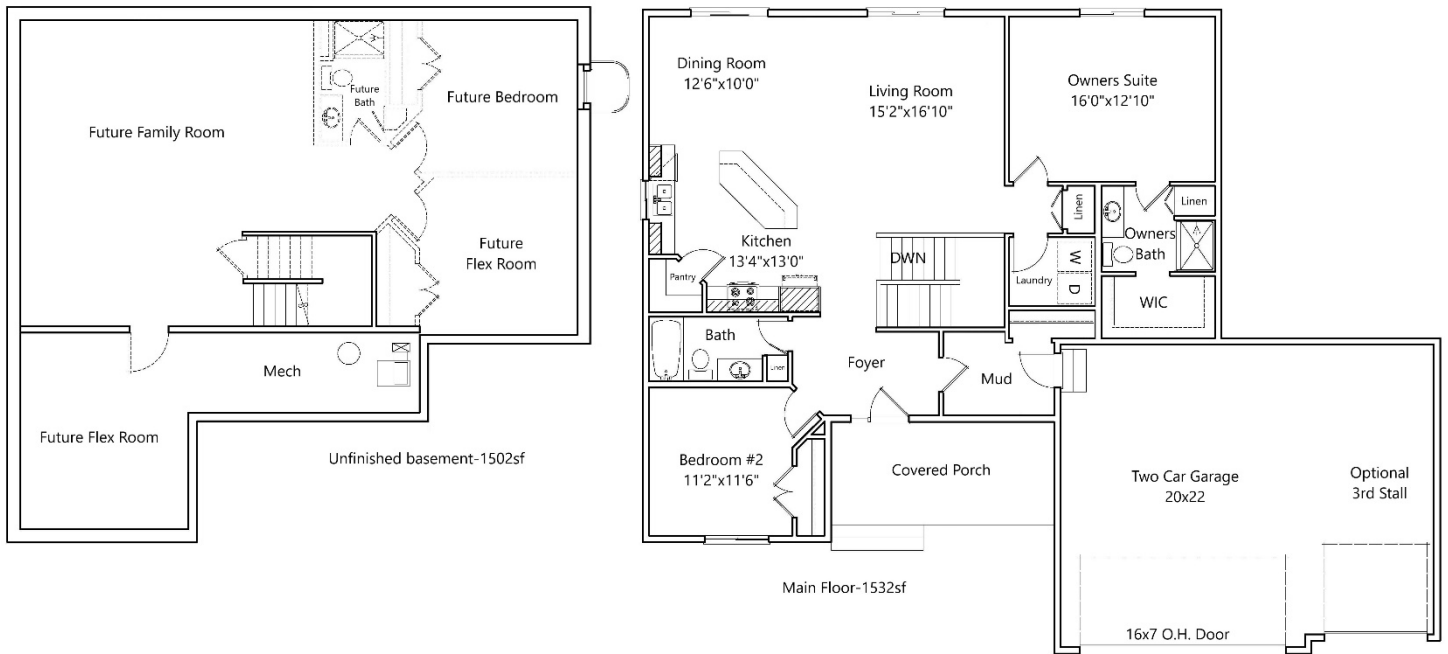 Future Family Room
Future
Bath
Future Bedroom
Future
Flex Room
Mech
Future Flex Room
Unfinished basement-1502sf
Dining Room
12'6"x10'0"
Living Room
15'2"x16'10"
Owners Suite
16'0"x12'10"
Kitchen
13'4"x13'0"
Pantry
DWN
Linen
Linen
Owners
Bath
Laundry
W
D
WIC
Bath
Linen
Foyer
Mud
Bedroom #2
11'2"x11'6"
Covered Porch
Two Car Garage
20x22
Optional
3rd Stall
16x7 O.H. Door
Main Floor-1532sf